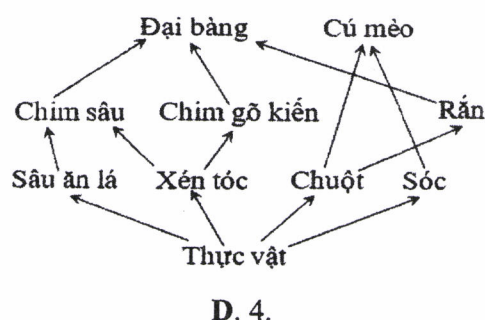 Đại bàng Cú mèo
Chim sâu Chim gõ kiến Rắn
Sâu ăn lá Xén tóc Chuột Sóc
Thực vật
D. 4.